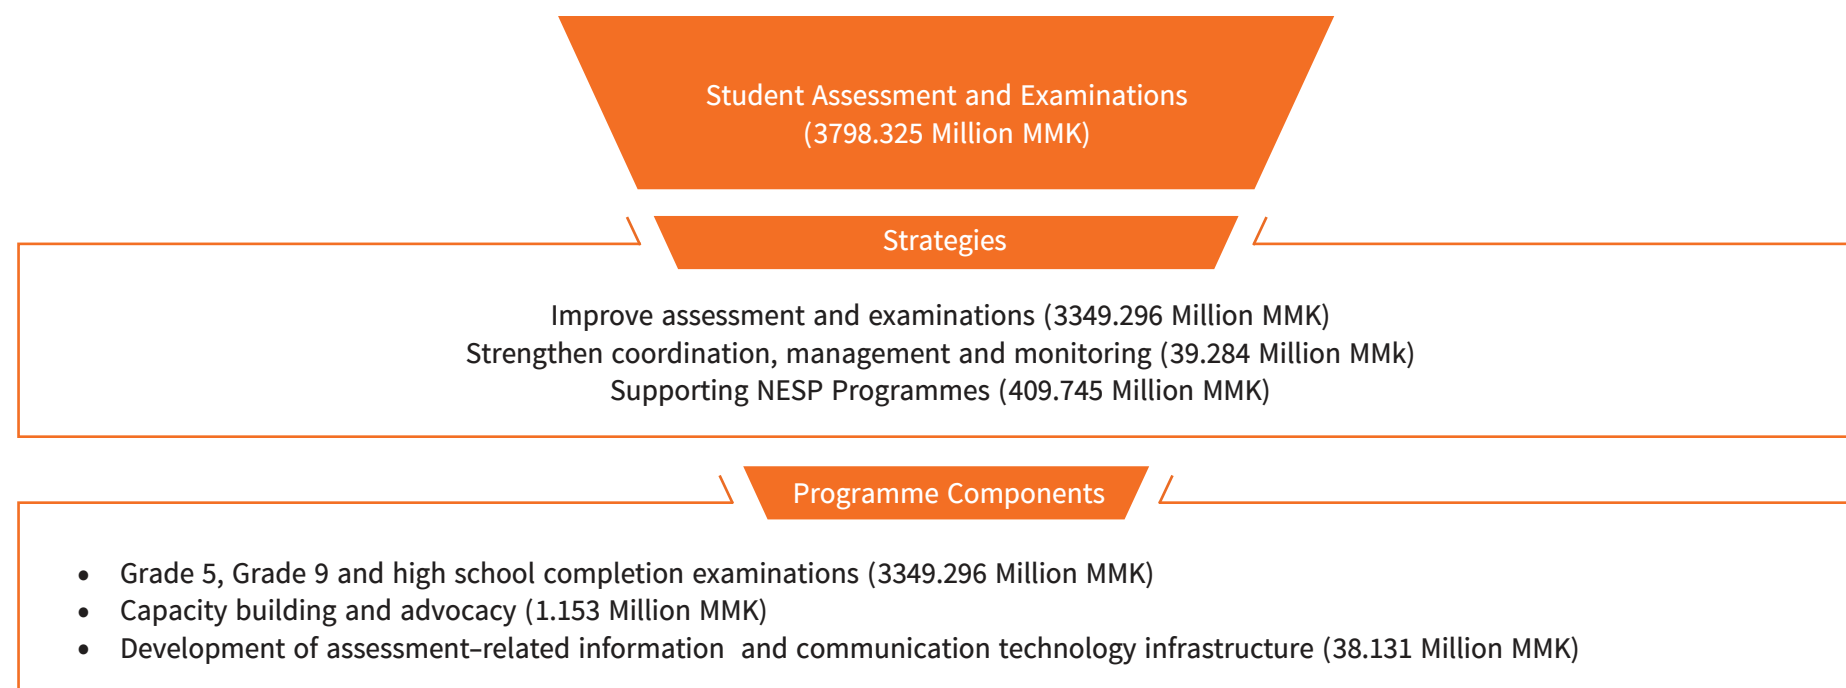 Student Assessment and Examinations
(3798.325 Million MMK)
Strategies
Improve assessment and examinations (3349.296 Million MMK)
Strengthen coordination, management and monitoring (39.284 Million MMk)
Supporting NESP Programmes (409.745 Million MMK)
Programme Components
• Grade 5, Grade 9 and high school completion examinations (3349.296 Million MMK)
• Capacity building and advocacy (1.153 Million MMK)
• Development of assessment–related information and communication technology infrastructure (38.131 Million MMK)